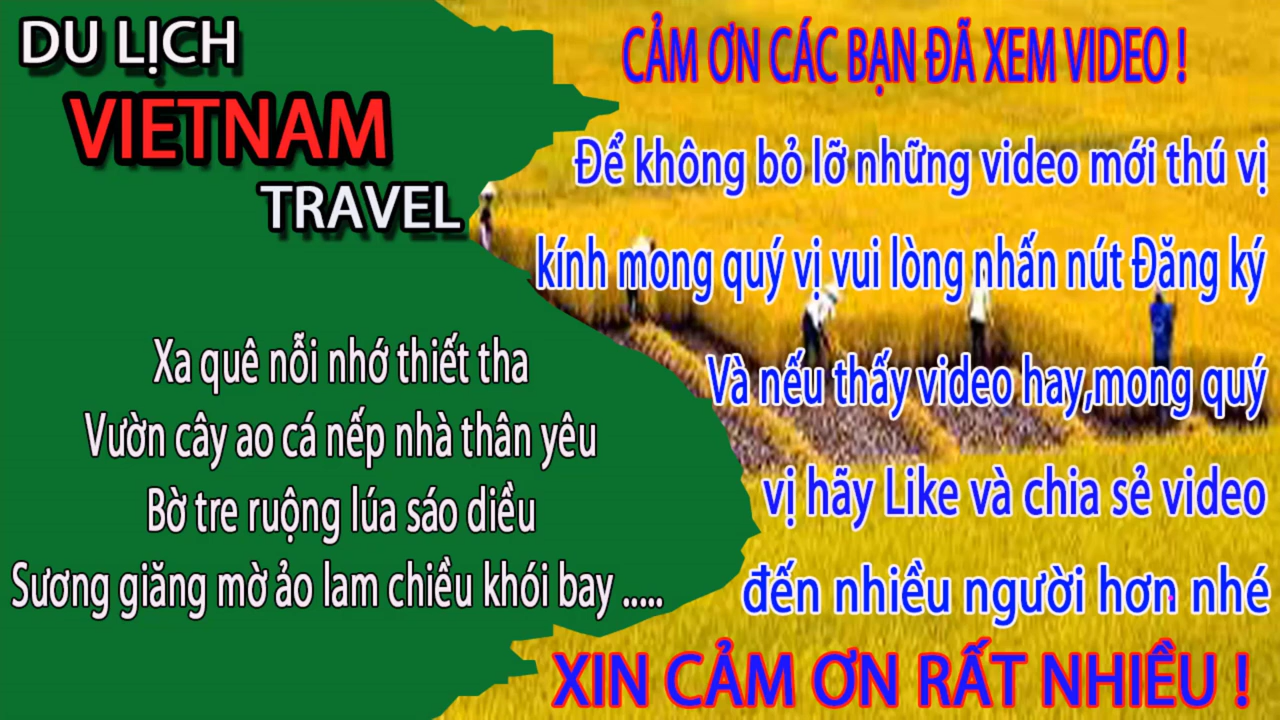 DU LỊCH
VIETNAM
TRAVEL
Xa quê nỗi nhớ thiết tha
Vườn cây ao cá nếp nhà thân yêu
Bờ tre ruộng lúa sáo diều
Sương giăng mờ ảo lam chiều khói bay .....
CẢM ƠN CÁC BẠN ĐÃ XEM VIDEO !
Để không bỏ lỡ những video mới thú vị
kính mong quý vị vui lòng nhấn nút Đăng ký
Và nếu thấy video hay,mong quý
vị hãy Like và chia sẻ video
đến nhiều người hơn nhé
XIN CẢM ƠN RẤT NHIỀU !